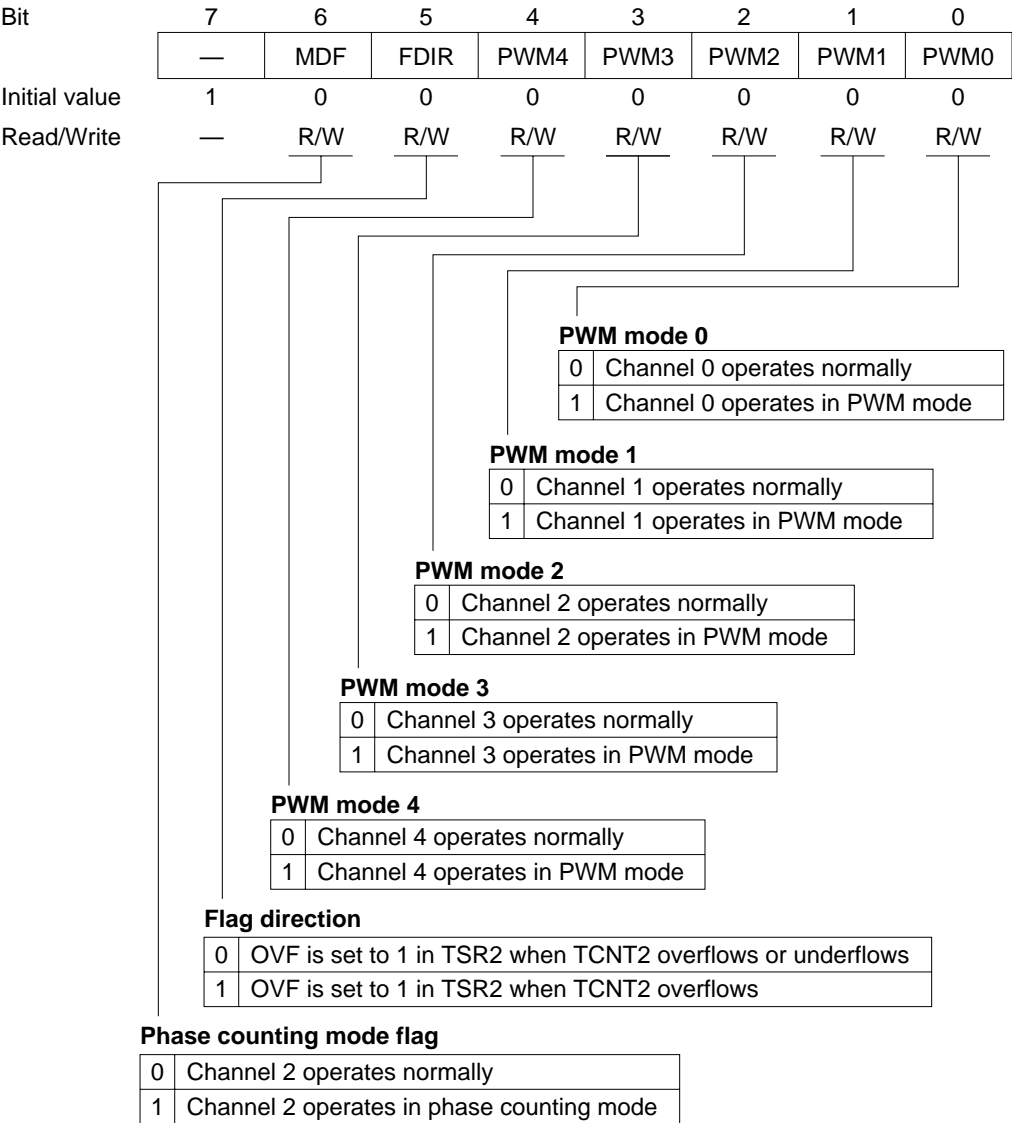 Bit 7 6 5 4 3 2 1 0
— MDF FDIR PWM4 PWM3 PWM2 PWM1 PWM0
Initial value 1 0 0 0 0 0 0 0
Read/Write — R/W R/W R/W R/W R/W R/W R/W
PWM mode 0
0 Channel 0 operates normally
1 Channel 0 operates in PWM mode
PWM mode 1
0 Channel 1 operates normally
1 Channel 1 operates in PWM mode
PWM mode 2
0 Channel 2 operates normally
1 Channel 2 operates in PWM mode
PWM mode 3
0 Channel 3 operates normally
1 Channel 3 operates in PWM mode
PWM mode 4
0 Channel 4 operates normally
1 Channel 4 operates in PWM mode
Flag direction
0 OVF is set to 1 in TSR2 when TCNT2 overflows or underflows
1 OVF is set to 1 in TSR2 when TCNT2 overflows
Phase counting mode flag
0 Channel 2 operates normally
1 Channel 2 operates in phase counting mode